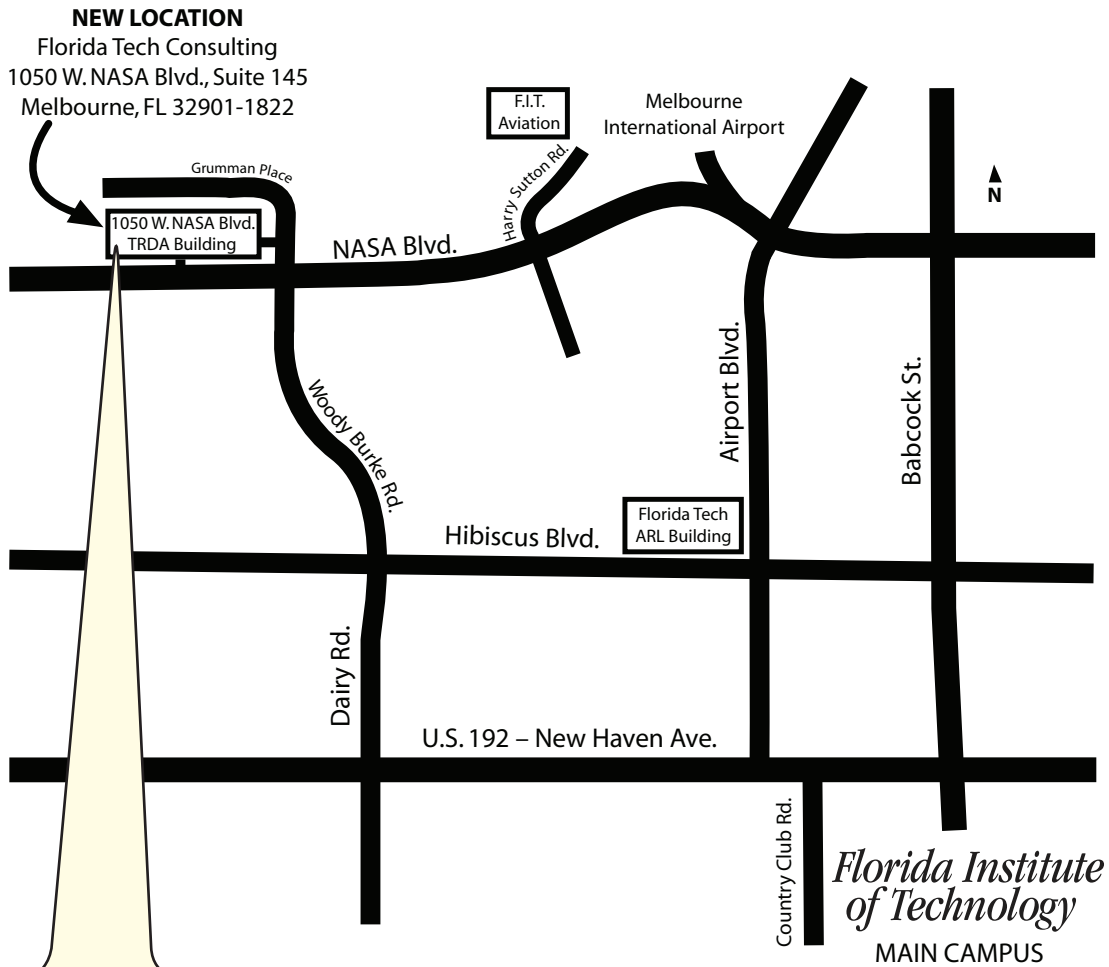 NEW LOCATION
Florida Tech Consulting
1050 W. NASA Blvd., Suite 145
Melbourne, FL 32901-1822
F.I.T.
Aviation
Melbourne
International Airport
Grumman Place
Harry Sutton Rd.
N
1050 W. NASA Blvd.
TRDA Building
NASA Blvd.
Airport Blvd.
Babcock St.
Woody Burke Rd.
Florida Tech
ARL Building
Hibiscus Blvd.
Dairy Rd.
U.S. 192 – New Haven Ave.
Country Club Rd.
Florida Institute
of Technology
MAIN CAMPUS